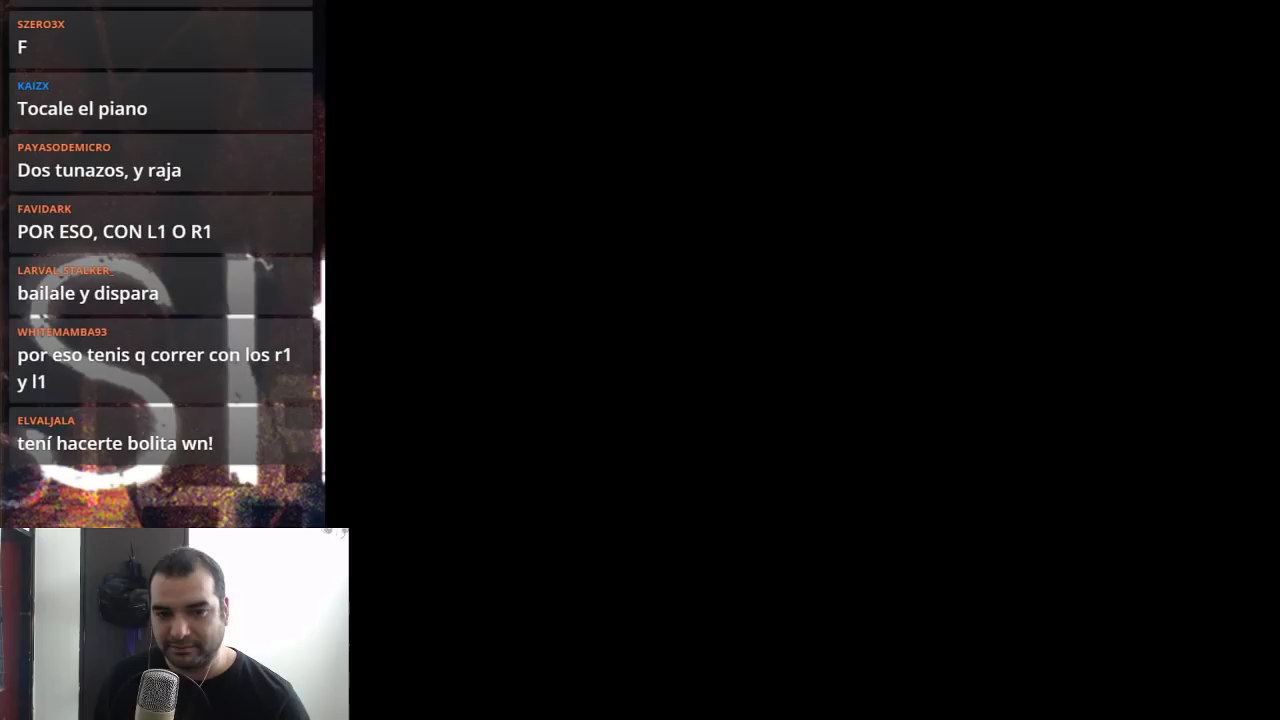 SZERO3X
F
KAIZX
Tocale el piano
PAYASODEMICRO
Dos tunazos, y raja
FAVIDARK
POR ESO, CON L1 O R1
LARVAL_STALKER_
bailale y dispara
WHITEMAMBA93
por eso tenis q correr con los r1
y l1
ELVALJALA
tení hacerte bolita wn!